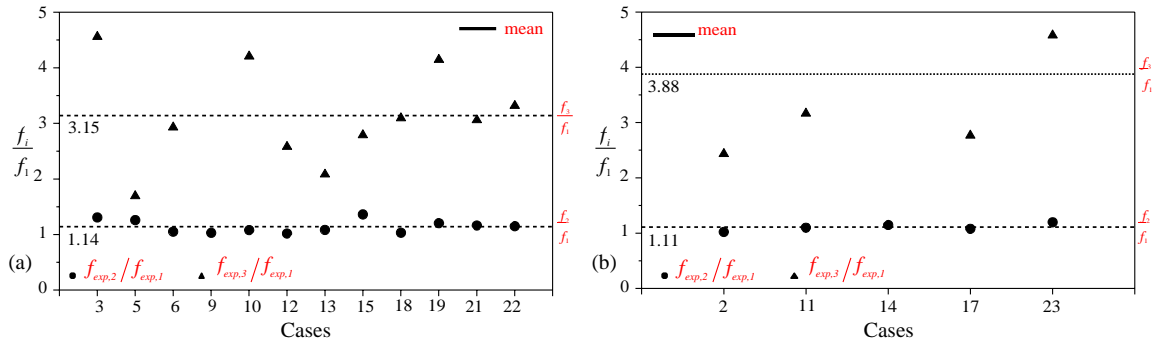 5
4
3
2
1
0
f_i/f_1
mean
3.15
f_3/f_1
1.14
f_2/f_1
(a)
f_exp,2/f_exp,1
f_exp,3/f_exp,1
3 5 6 9 10 12 13 15 18 19 21 22
Cases
5
4
3
2
1
0
f_i/f_1
mean
3.88
f_3/f_1
1.11
f_2/f_1
(b)
f_exp,2/f_exp,1
f_exp,3/f_exp,1
2 11 14 17 23
Cases